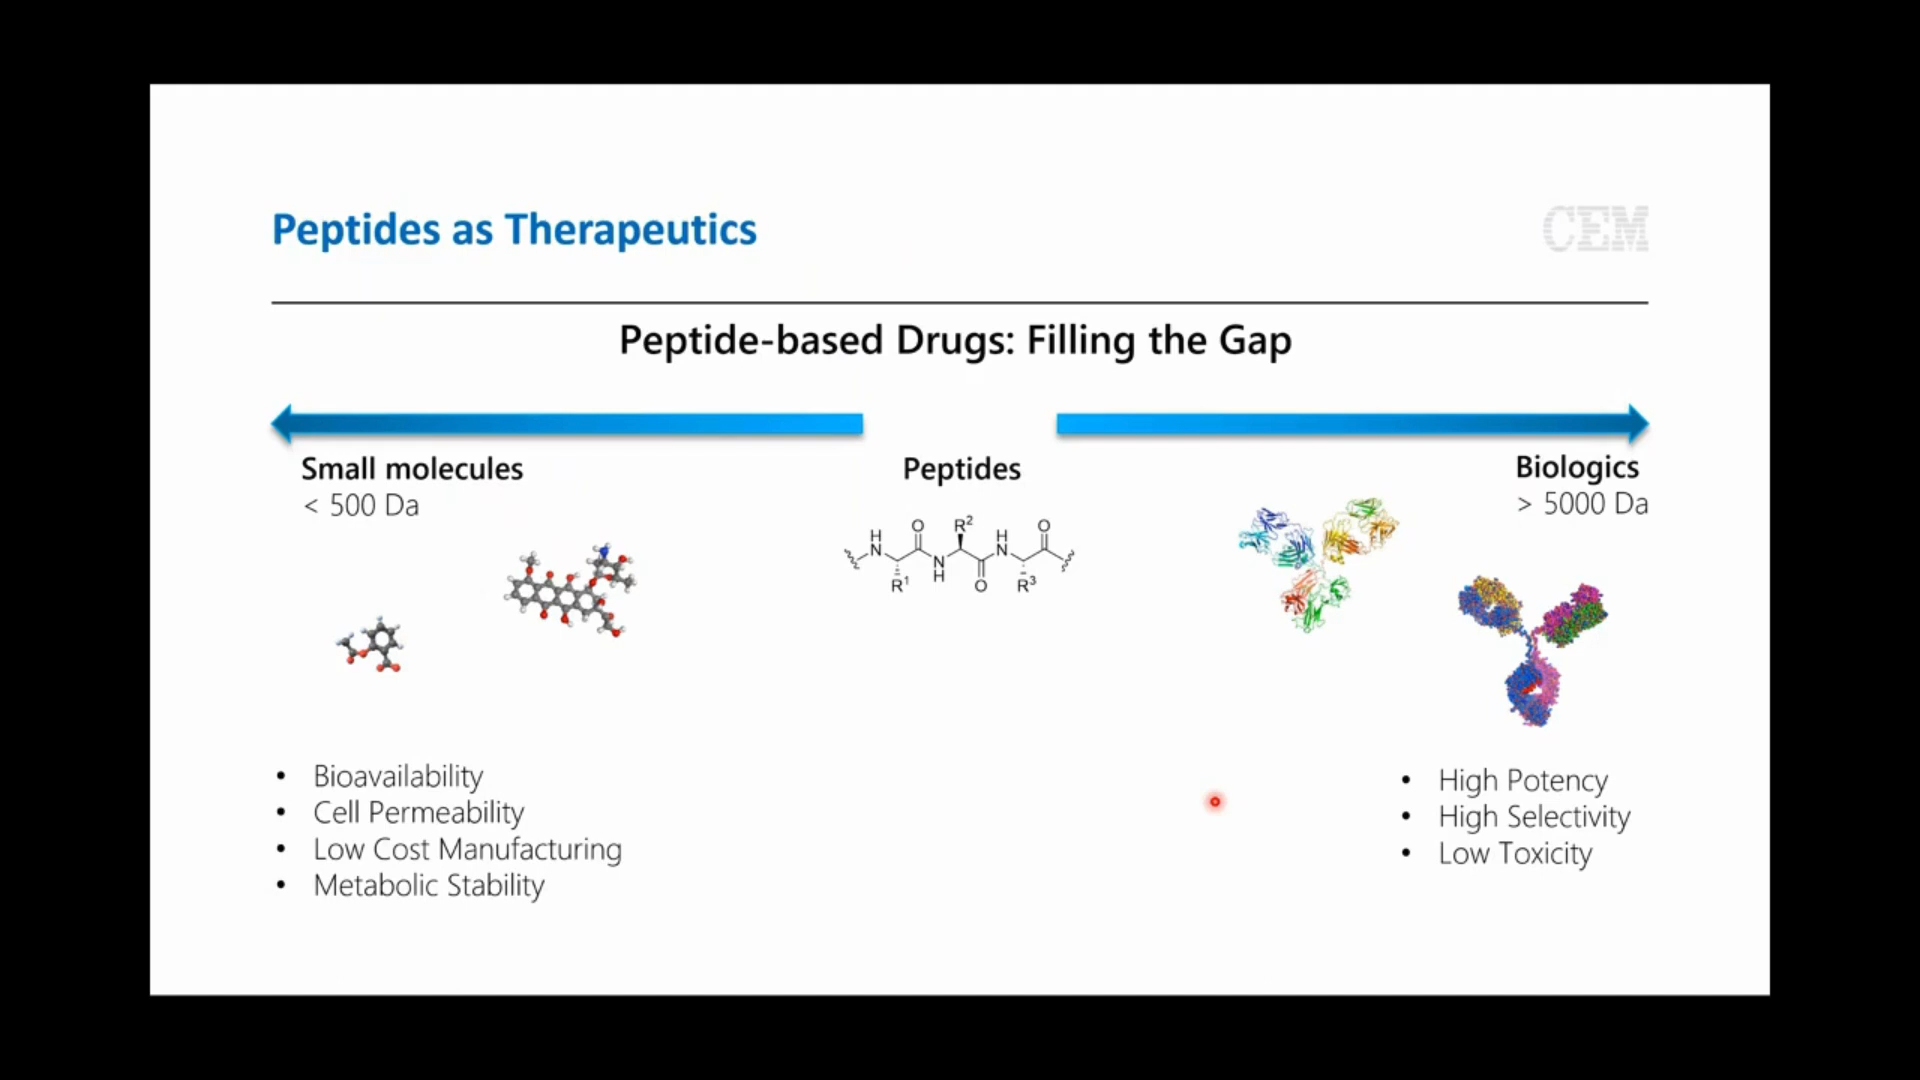 Peptides as Therapeutics
CEM
Peptide-based Drugs: Filling the Gap
Small molecules
< 500 Da
Peptides
Biologics
> 5000 Da
H
N
R¹
O
N
H
R²
O
H
N
R³
O
• Bioavailability
• Cell Permeability
• Low Cost Manufacturing
• Metabolic Stability
• High Potency
• High Selectivity
• Low Toxicity